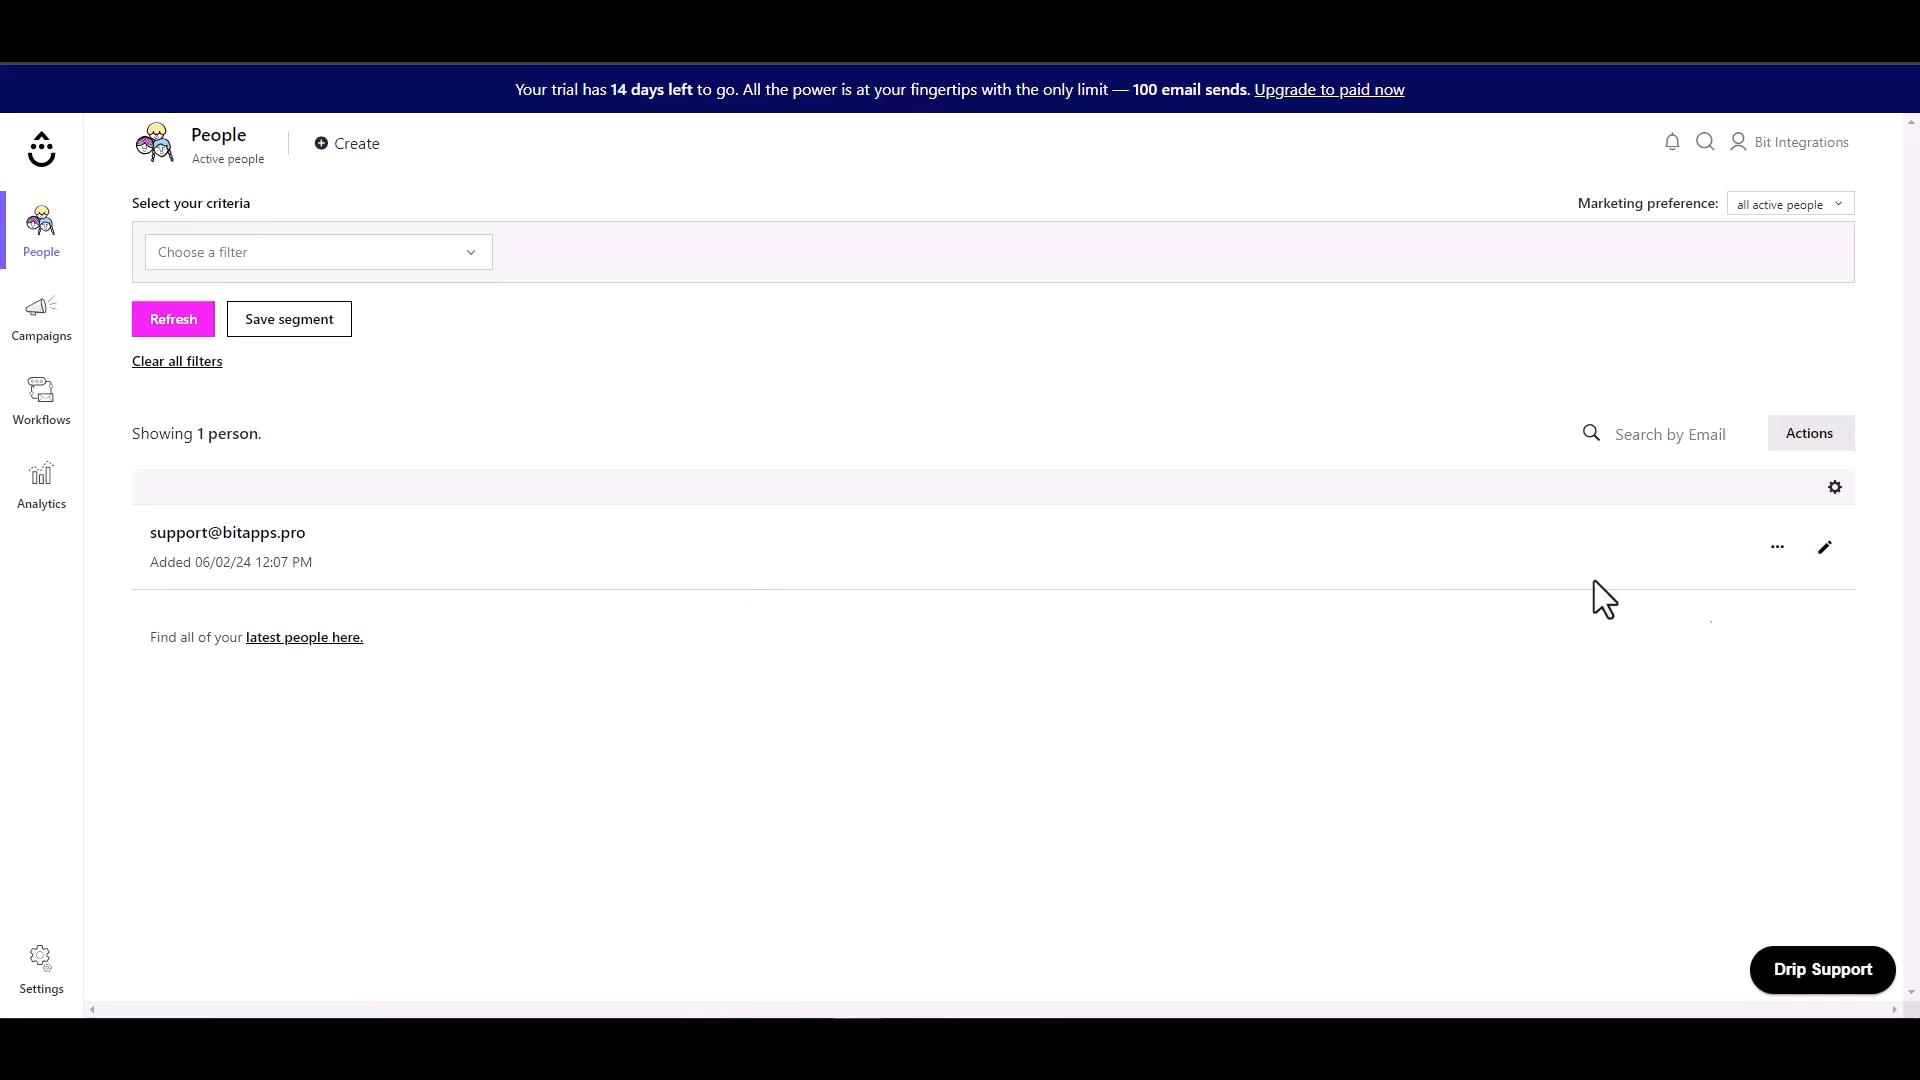 Your trial has 14 days left to go. All the power is at your fingertips with the only limit — 100 email sends. Upgrade to paid now
People
Active people
Create
Bit Integrations
Select your criteria
Marketing preference: all active people
Choose a filter
Refresh
Save segment
Clear all filters
People
Campaigns
Workflows
Analytics
Settings
Showing 1 person.
Search by Email
Actions
support@bitapps.pro
Added 06/02/24 12:07 PM
Find all of your latest people here.
Drip Support